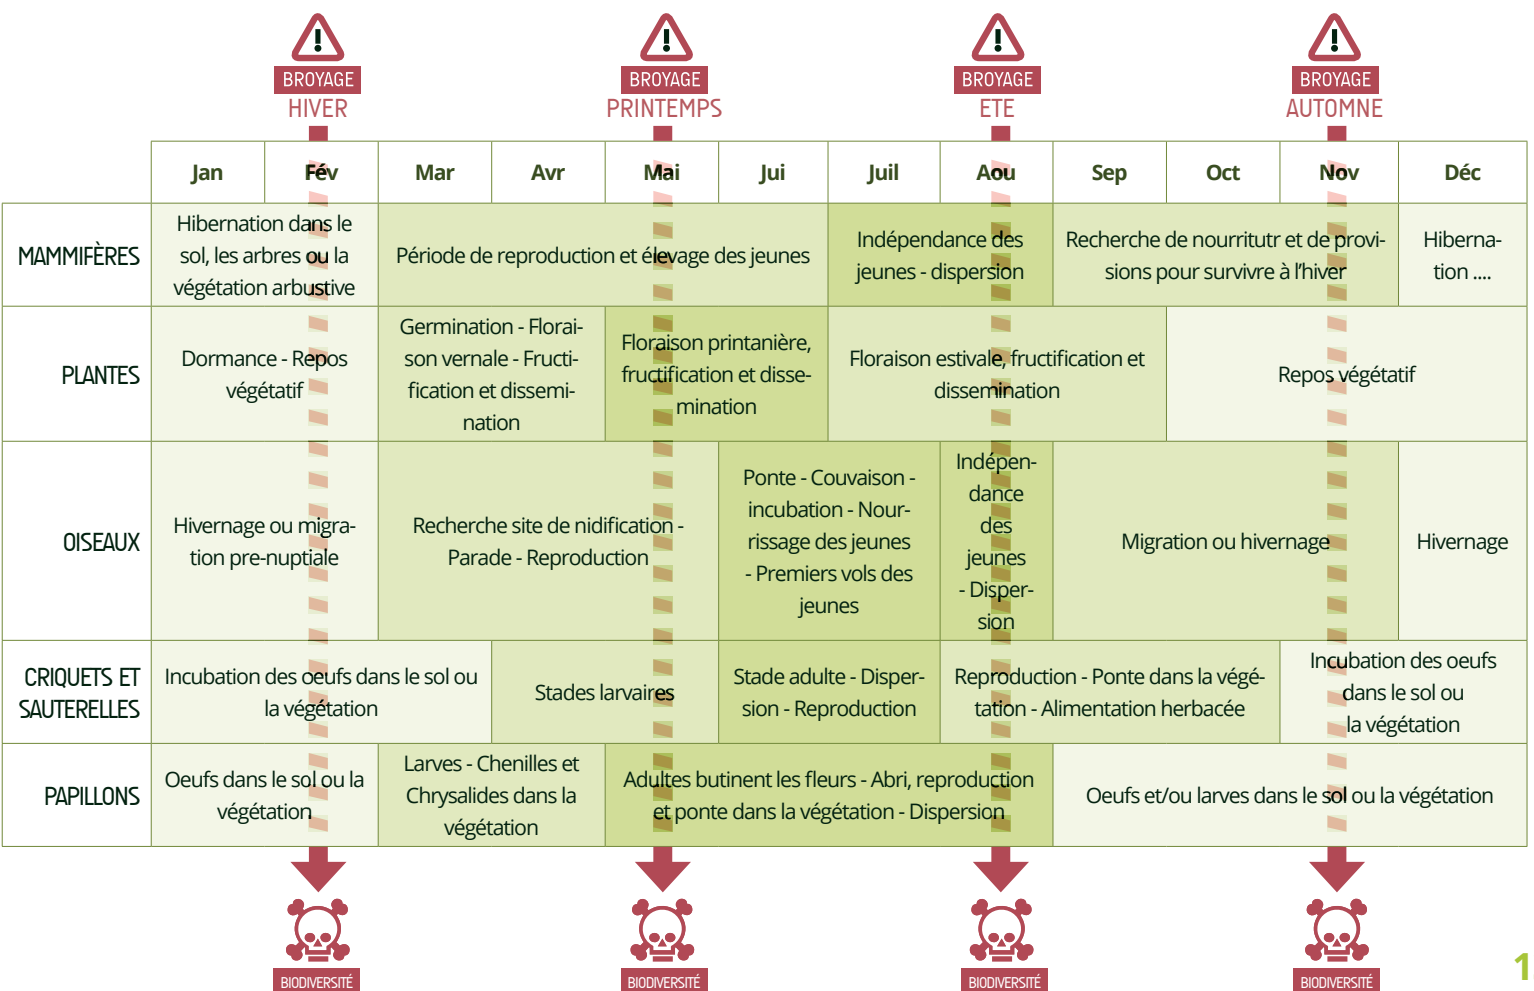 BROYAGE
HIVER
BROYAGE
PRINTEMPS
BROYAGE
ETE
BROYAGE
AUTOMNE
Jan Fév Mar Avr Mai Jui Juil Aou Sep Oct Nov Déc
MAMMIFÈRES
Hibernation dans le
sol, les arbres ou la
végétation arbustive
Période de reproduction et élevage des jeunes
Indépendance des
jeunes - dispersion
Recherche de nourritutr et de provi-
sions pour survivre à l'hiver
Hiberna-
tion ....
PLANTES
Dormance - Repos
végétatif
Germination - Florai-
son vernale - Fructi-
fication et dissemi-
nation
Floraison printanière,
fructification et disse-
mination
Floraison estivale, fructification et
dissemination
Repos végétatif
OISEAUX
Hivernage ou migra-
tion pre-nuptiale
Recherche site de nidification -
Parade - Reproduction
Ponte - Couvaison -
incubation - Nour-
rissage des jeunes
- Premiers vols des
jeunes
Indépen-
dance
des
jeunes
- Disper-
sion
Migration ou hivernage
Hivernage
CRIQUETS ET
SAUTERELLES
Incubation des oeufs dans le sol ou
la végétation
Stades larvaires
Stade adulte - Disper-
sion - Reproduction
Reproduction - Ponte dans la végé-
tation - Alimentation herbacée
Incubation des oeufs
dans le sol ou
la végétation
PAPILLONS
Oeufs dans le sol ou la
végétation
Larves - Chenilles et
Chrysalides dans la
végétation
Adultes butinent les fleurs - Abri, reproduction
et ponte dans la végétation - Dispersion
Oeufs et/ou larves dans le sol ou la végétation
BIODIVERSITÉ
BIODIVERSITÉ
BIODIVERSITÉ
BIODIVERSITÉ
1